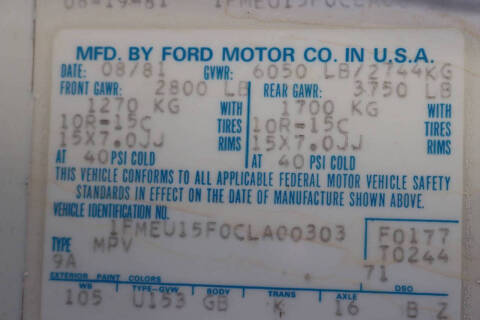 08-19-81
MFD. BY FORD MOTOR CO. IN U.S.A.
DATE: 08/81 GVWR: 6050 LB/2744KG
FRONT GAWR: 2800 LB REAR GAWR: 3750 LB
1270 KG WITH 1700 KG WITH
10R-15C TIRES 10R-15C TIRES
15X7.0JJ RIMS 15X7.0JJ RIMS
AT 40 PSI COLD AT 40 PSI COLD
THIS VEHICLE CONFORMS TO ALL APPLICABLE FEDERAL MOTOR VEHICLE SAFETY
STANDARDS IN EFFECT ON THE DATE OF MANUFACTURE SHOWN ABOVE.
VEHICLE IDENTIFICATION NO.
1FMEU15F0CLA00303 F0177
TYPE MPV T0244
9A 71
EXTERIOR PAINT COLORS DSO
WB TYPE-GVW BODY TRANS AXLE
105 U153 GB K 16 B Z